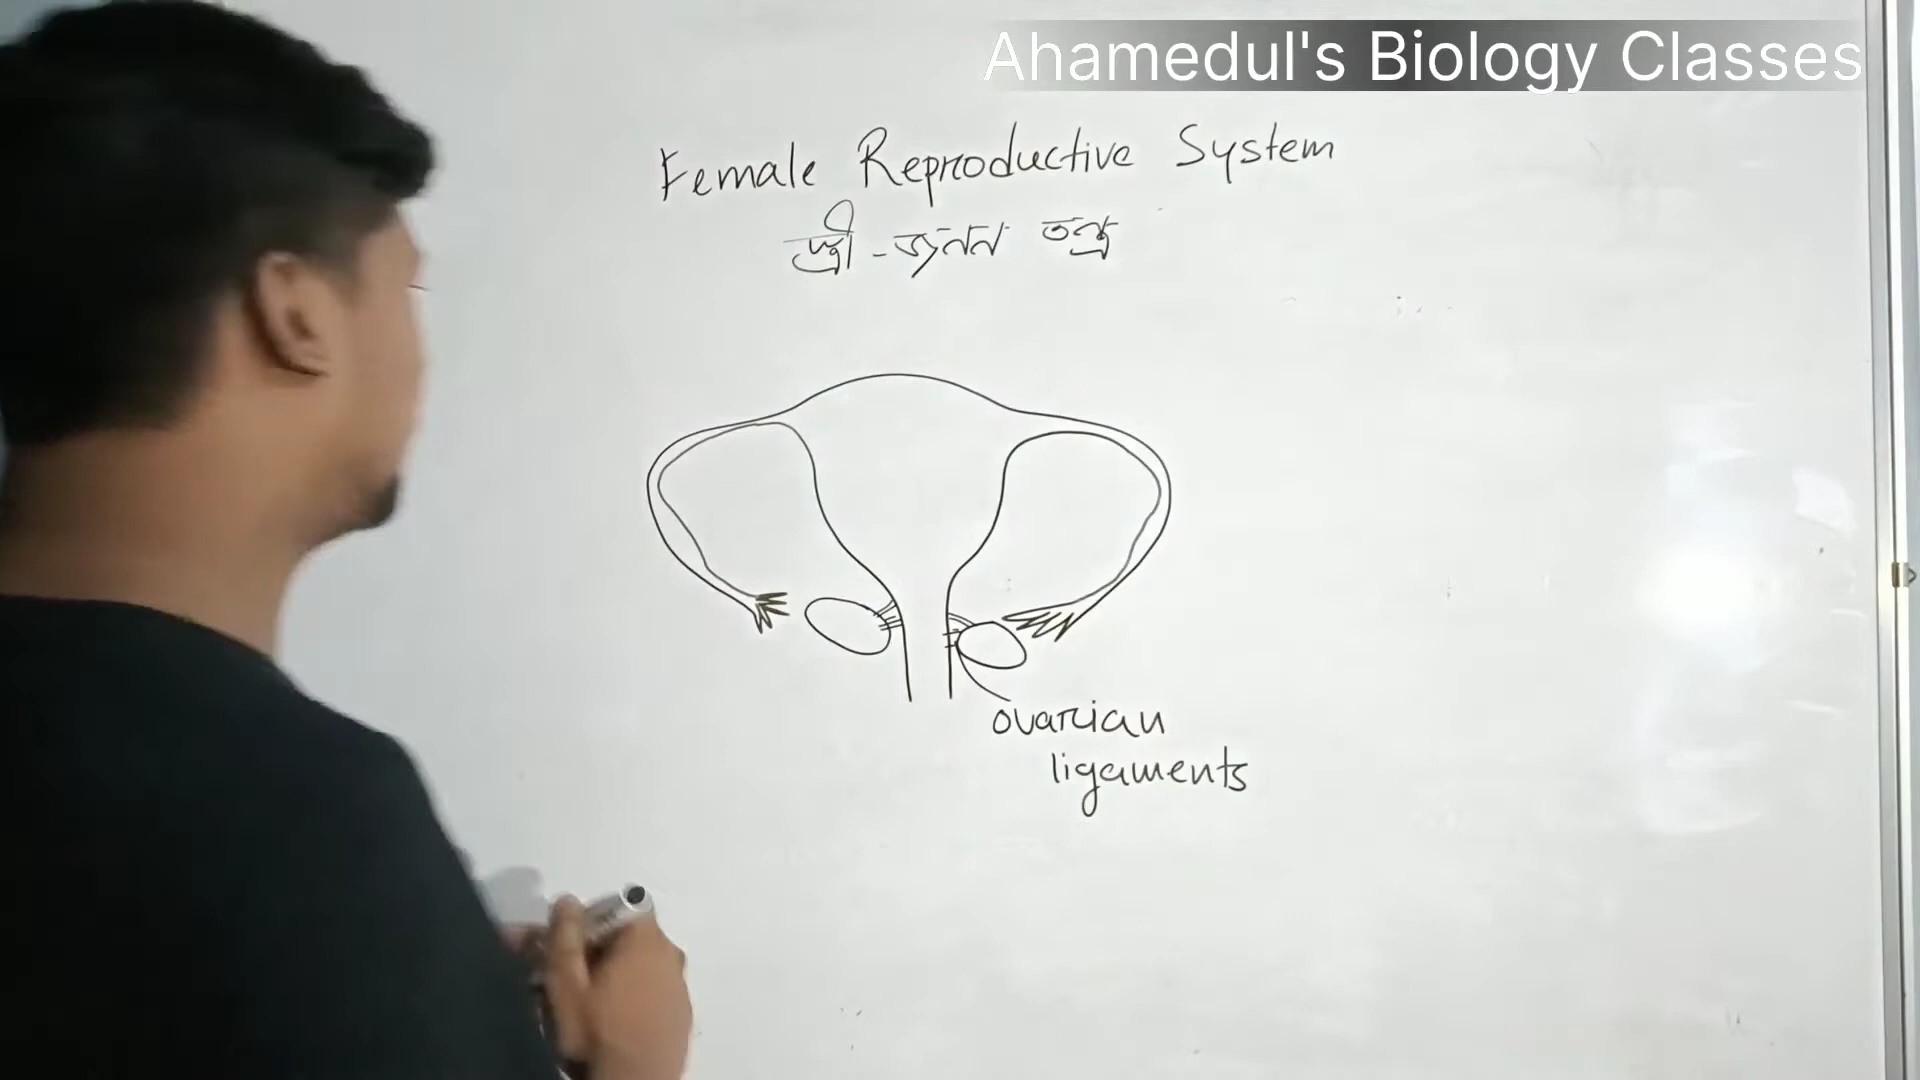 Ahamedul's Biology Classes
Female Reproductive System
স্ত্রী-জনন তন্ত্র
ovarian
ligaments